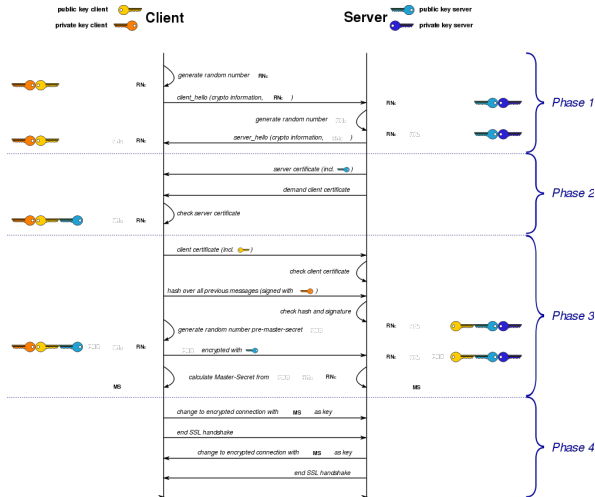 public key client
private key client
Client
Server
public key server
private key server
generate random number RNc
RNc
client_hello (crypto information, RNc )
RNc
Phase 1
generate random number
RNc
RNc
server_hello (crypto information, )
server certificate (incl. )
demand client certificate
Phase 2
check server certificate
RNc
client certificate (incl. )
check client certificate
hash over all previous messages (signed with )
check hash and signature
Phase 3
generate random number pre-master-secret
RNc
RNc
encrypted with
RNc
calculate Master-Secret from RNc
MS
MS
change to encrypted connection with MS as key
end SSL handshake
Phase 4
change to encrypted connection with MS as key
end SSL handshake